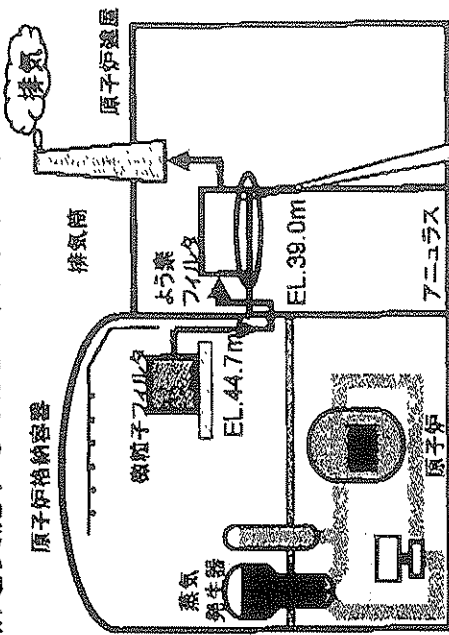 排気
原子炉建屋
排気筒
よう素
フィルタ
EL.39.0m
アニュラス
原子炉格納容器
微粒子フィルタ
EL.44.7m
原子炉
蒸気
発生器